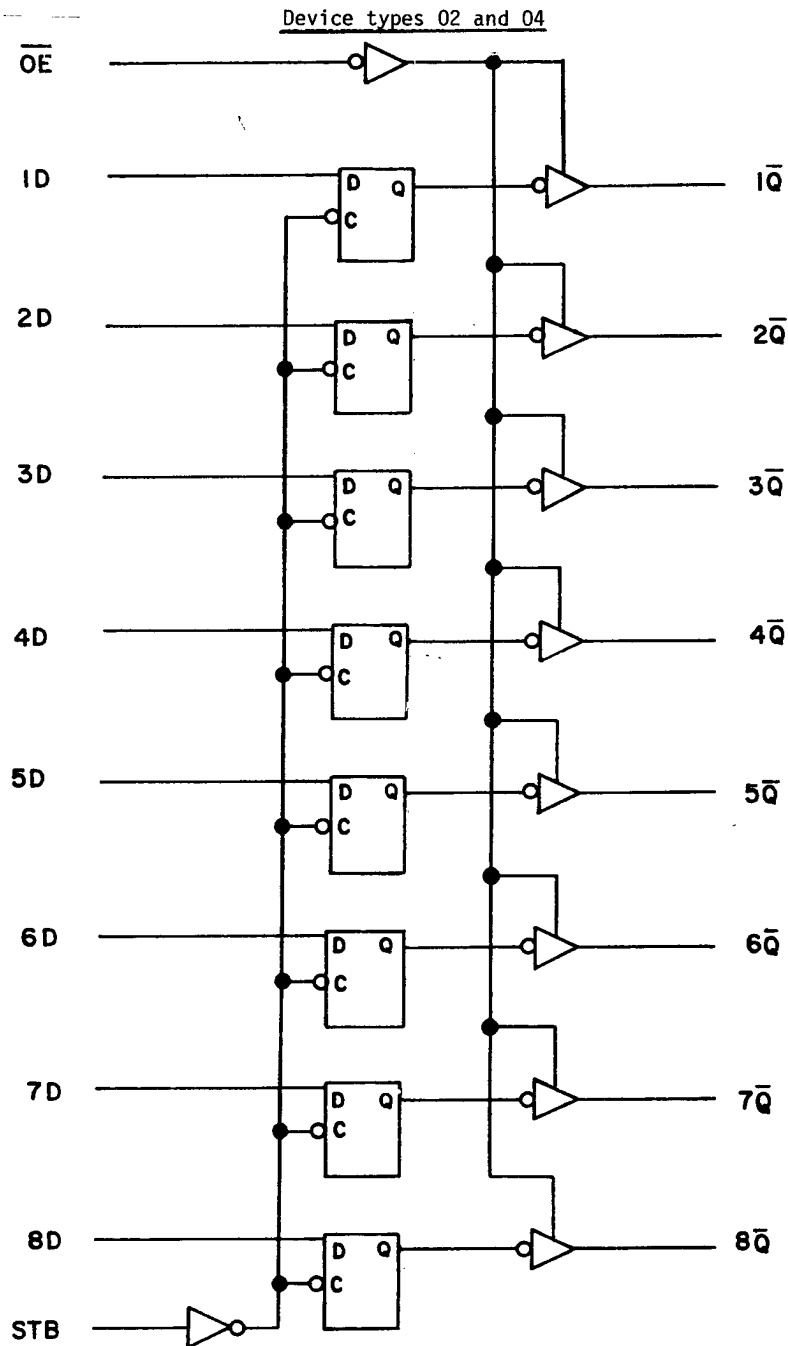 Device types 02 and 04
O̅E̅
1D D Q 1Q̅
C
2D D Q 2Q̅
C
3D D Q 3Q̅
C
4D D Q 4Q̅
C
5D D Q 5Q̅
C
6D D Q 6Q̅
C
7D D Q 7Q̅
C
8D D Q 8Q̅
C
STB